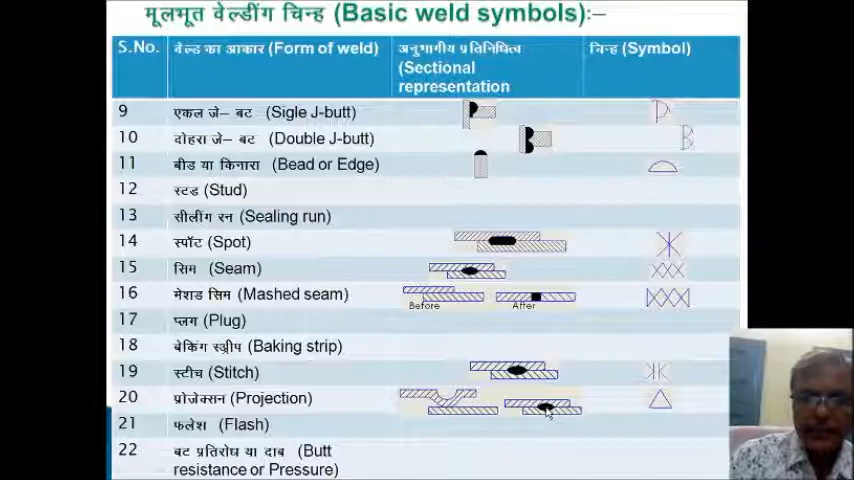 मूलभूत वेल्डींग चिन्ह (Basic weld symbols):–
S.No. वेल्ड का आकार (Form of weld) अनुभागीय प्रतिनिधित्व (Sectional representation चिन्ह (Symbol)
9 एकल जे– बट (Sigle J-butt)
10 दोहरा जे– बट (Double J-butt)
11 बीड या किनारा (Bead or Edge)
12 स्टड (Stud)
13 सीलींग रन (Sealing run)
14 स्पॉट (Spot)
15 सिम (Seam)
16 मेशड सिम (Mashed seam) Before After
17 प्लग (Plug)
18 बेकिंग स्ट्रीप (Baking strip)
19 स्टीच (Stitch)
20 प्रोजेक्सन (Projection)
21 फलेश (Flash)
22 बट प्रतिरोध या दाब (Butt
resistance or Pressure)